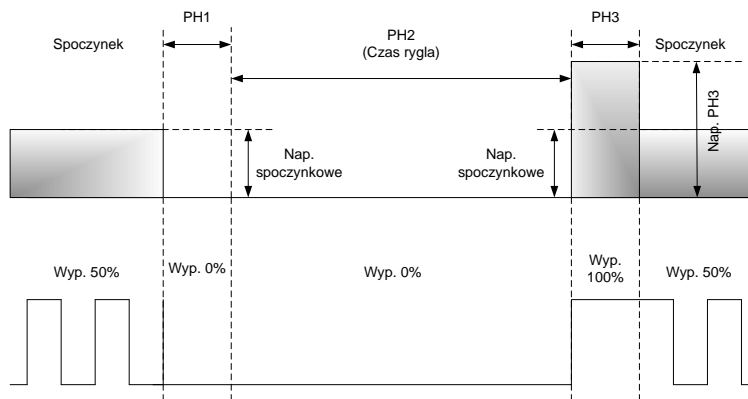 PH1
PH3
Spoczynek
PH2
(Czas rygla)
Spoczynek
Nap. PH3
Nap.
spoczynkowe
Nap.
spoczynkowe
Wyp. 50%
Wyp. 0%
Wyp. 0%
Wyp.
100%
Wyp. 50%